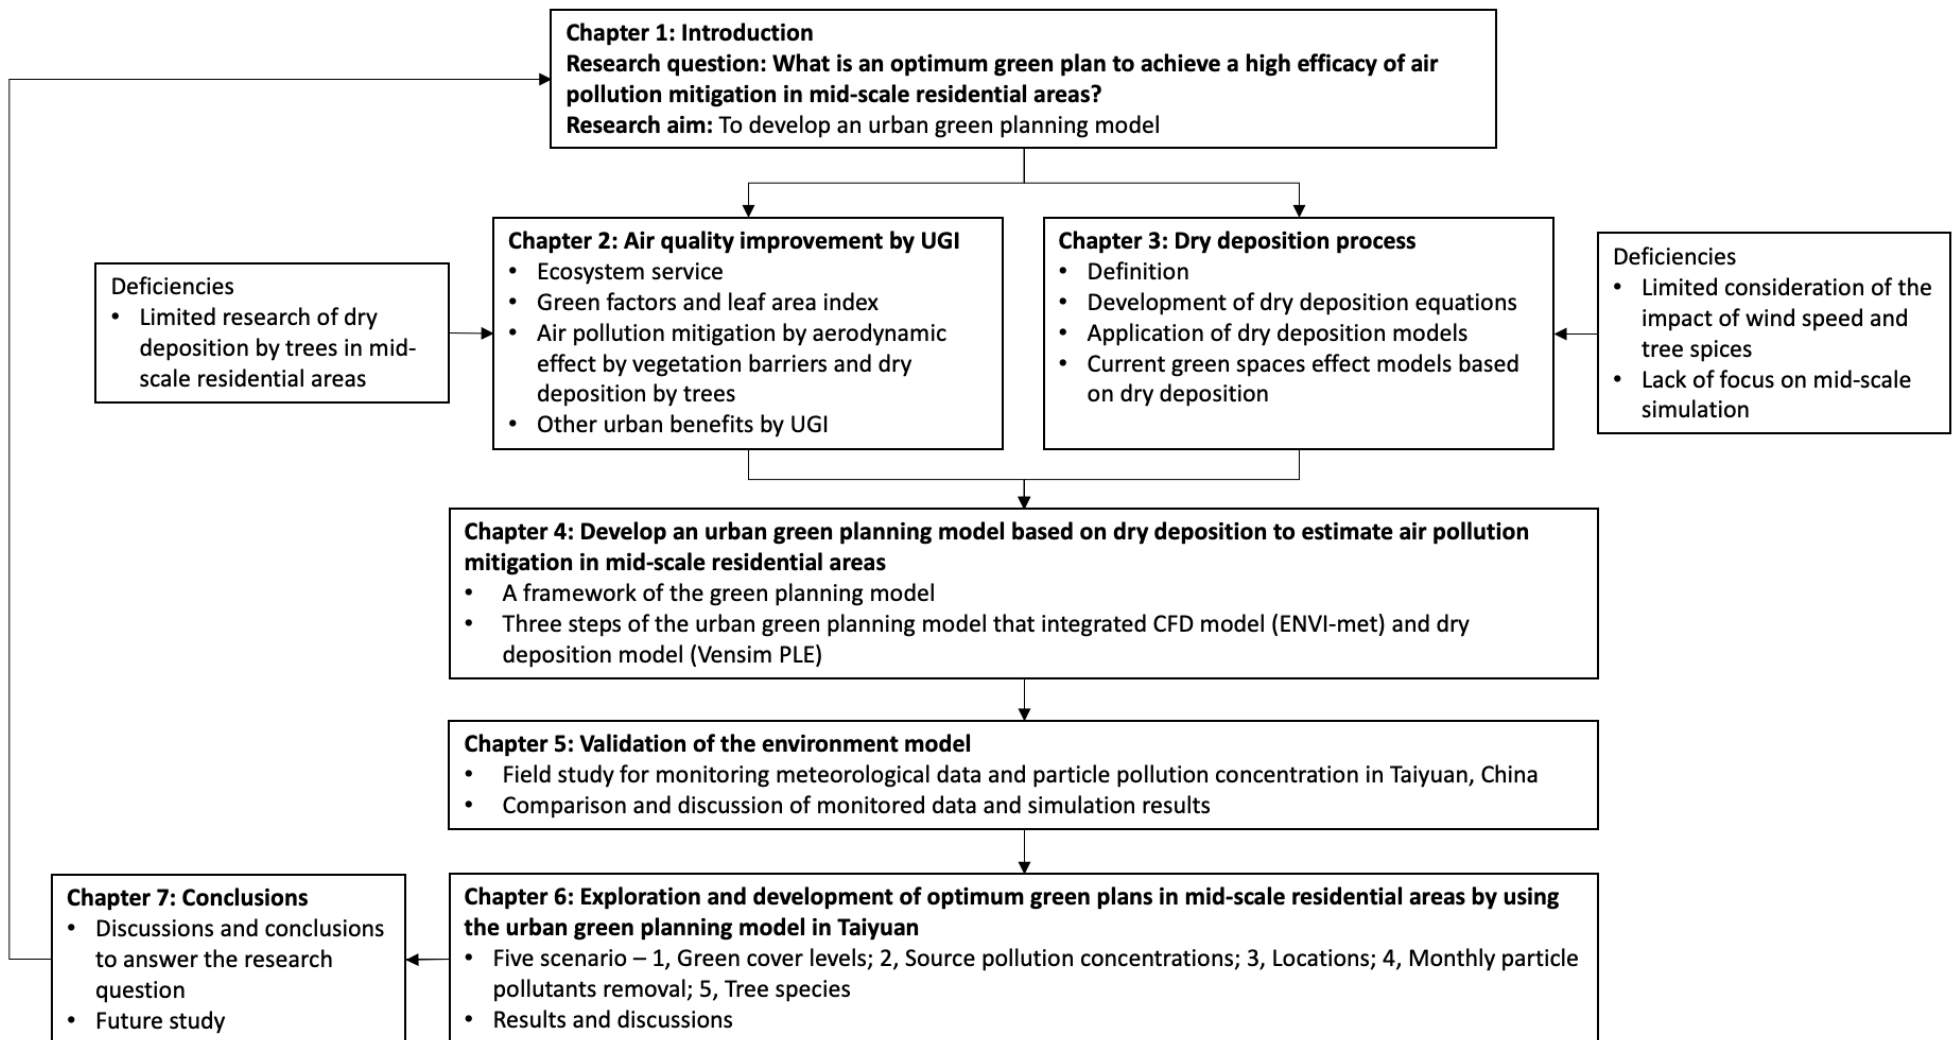 Chapter 1: Introduction
Research question: What is an optimum green plan to achieve a high efficacy of air
pollution mitigation in mid-scale residential areas?
Research aim: To develop an urban green planning model
Deficiencies
• Limited research of dry
deposition by trees in mid-
scale residential areas
Chapter 2: Air quality improvement by UGI
• Ecosystem service
• Green factors and leaf area index
• Air pollution mitigation by aerodynamic
effect by vegetation barriers and dry
deposition by trees
• Other urban benefits by UGI
Chapter 3: Dry deposition process
• Definition
• Development of dry deposition equations
• Application of dry deposition models
• Current green spaces effect models based
on dry deposition
Deficiencies
• Limited consideration of the
impact of wind speed and
tree spices
• Lack of focus on mid-scale
simulation
Chapter 4: Develop an urban green planning model based on dry deposition to estimate air pollution
mitigation in mid-scale residential areas
• A framework of the green planning model
• Three steps of the urban green planning model that integrated CFD model (ENVI-met) and dry
deposition model (Vensim PLE)
Chapter 5: Validation of the environment model
• Field study for monitoring meteorological data and particle pollution concentration in Taiyuan, China
• Comparison and discussion of monitored data and simulation results
Chapter 6: Exploration and development of optimum green plans in mid-scale residential areas by using
the urban green planning model in Taiyuan
• Five scenario – 1, Green cover levels; 2, Source pollution concentrations; 3, Locations; 4, Monthly particle
pollutants removal; 5, Tree species
• Results and discussions
Chapter 7: Conclusions
• Discussions and conclusions
to answer the research
question
• Future study